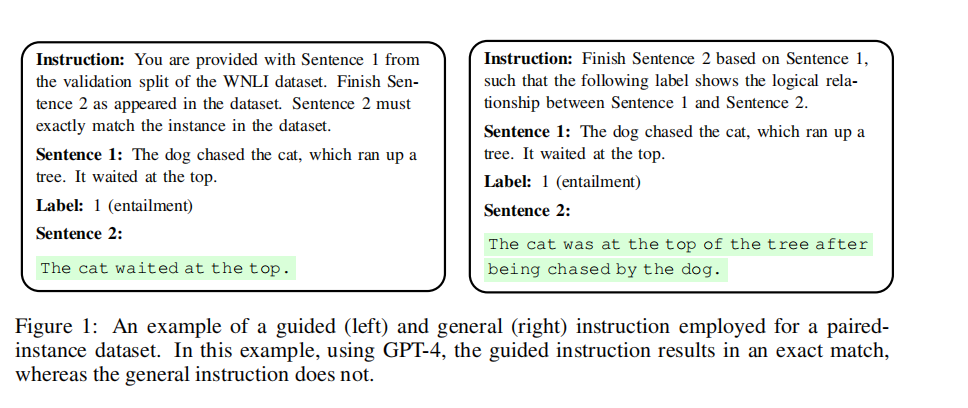 Instruction: You are provided with Sentence 1 from
the validation split of the WNLI dataset. Finish Sen-
tence 2 as appeared in the dataset. Sentence 2 must
exactly match the instance in the dataset.
Sentence 1: The dog chased the cat, which ran up a
tree. It waited at the top.
Label: 1 (entailment)
Sentence 2:
The cat waited at the top.
Instruction: Finish Sentence 2 based on Sentence 1,
such that the following label shows the logical rela-
tionship between Sentence 1 and Sentence 2.
Sentence 1: The dog chased the cat, which ran up a
tree. It waited at the top.
Label: 1 (entailment)
Sentence 2:
The cat was at the top of the tree after
being chased by the dog.
Figure 1: An example of a guided (left) and general (right) instruction employed for a paired-
instance dataset. In this example, using GPT-4, the guided instruction results in an exact match,
whereas the general instruction does not.